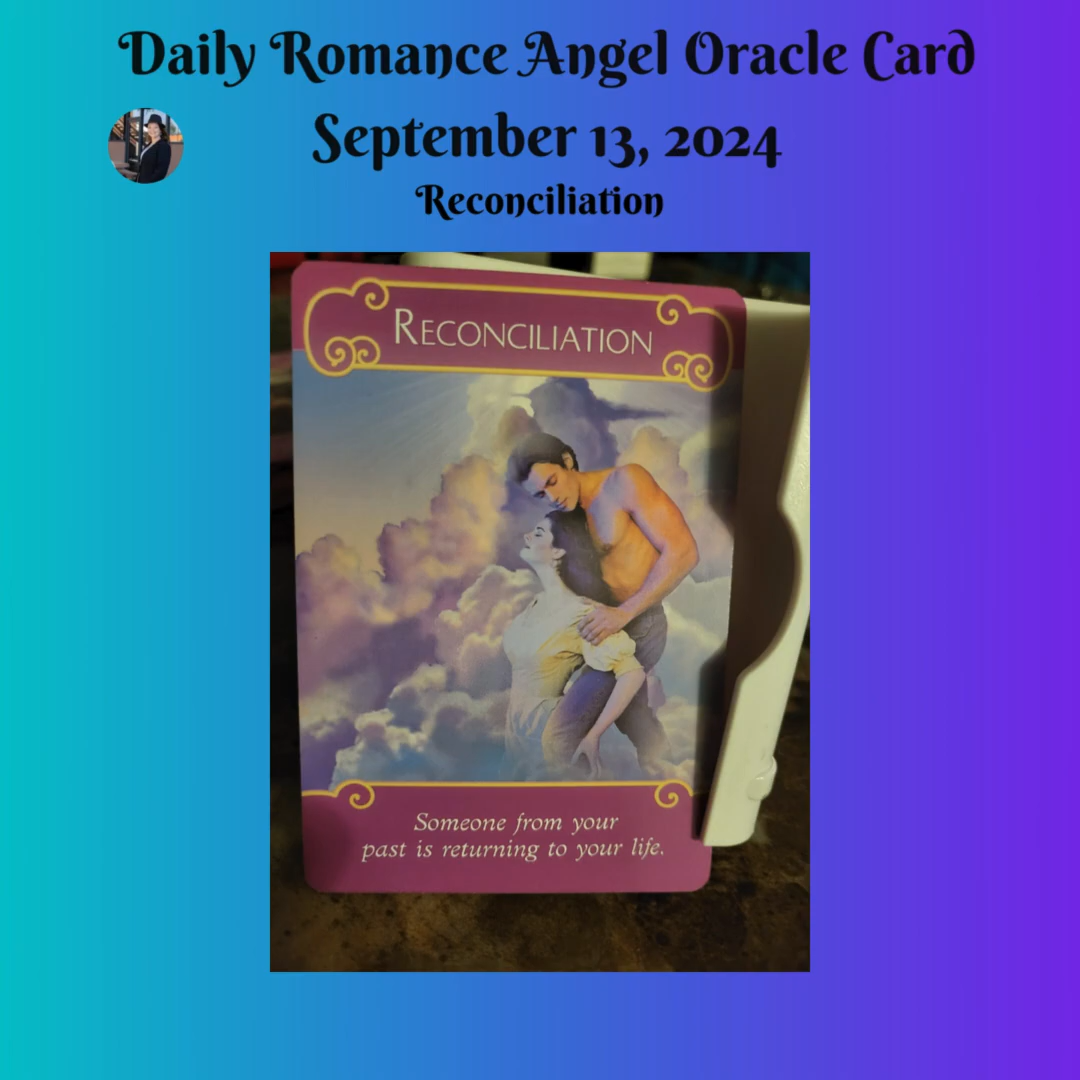 Daily Romance Angel Oracle Card
September 13, 2024
Reconciliation
RECONCILIATION
Someone from your
past is returning to your life.